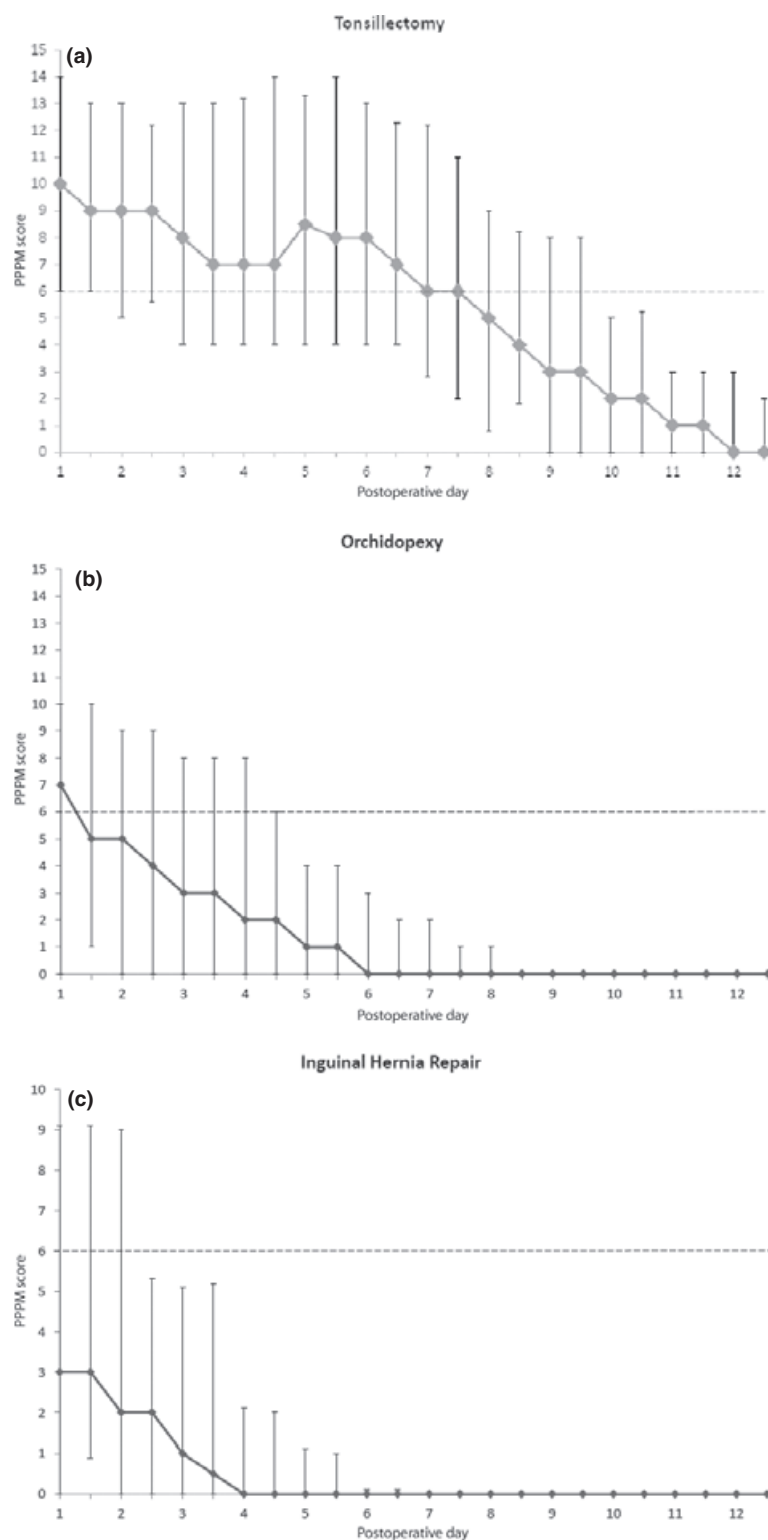 Tonsillectomy
(a)
15
14
13
12
11
10
9
8
7
6
5
4
3
2
1
0
PPPM score
1 2 3 4 5 6 7 8 9 10 11 12
Postoperative day
Orchidopexy
(b)
15
14
13
12
11
10
9
8
7
6
5
4
3
2
1
0
PPPM score
1 2 3 4 5 6 7 8 9 10 11 12
Postoperative day
Inguinal Hernia Repair
(c)
10
9
8
7
6
5
4
3
2
1
0
PPPM score
1 2 3 4 5 6 7 8 9 10 11 12
Postoperative day